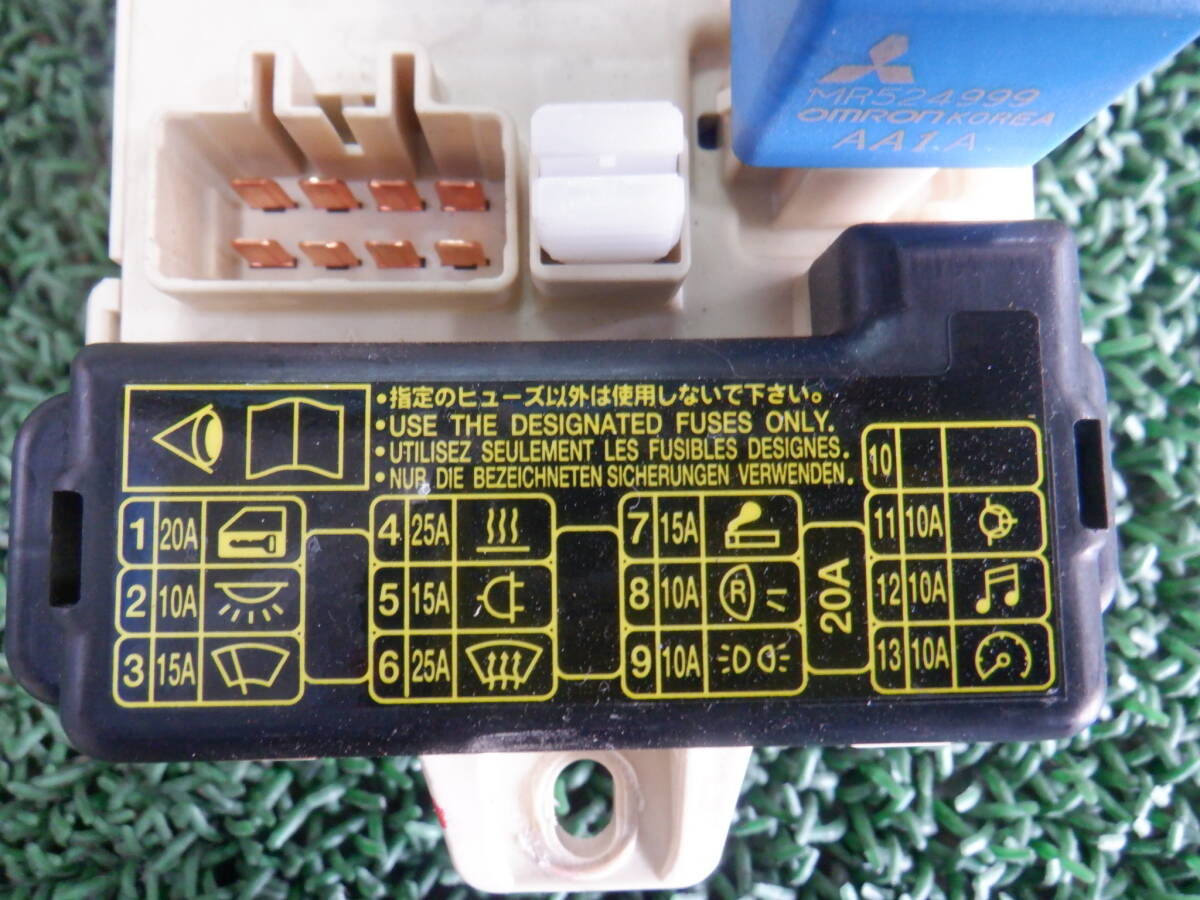 MR524999
OMRON KOREA
AA1.A
•指定のヒューズ以外は使用しないで下さい。
•USE THE DESIGNATED FUSES ONLY.
•UTILISEZ SEULEMENT LES FUSIBLES DESIGNES.
•NUR DIE BEZEICHNETEN SICHERUNGEN VERWENDEN.
1 20A
2 10A
3 15A
4 25A
5 15A
6 25A
7 15A
8 10A R
9 10A
20A
10
11 10A
12 10A
13 10A